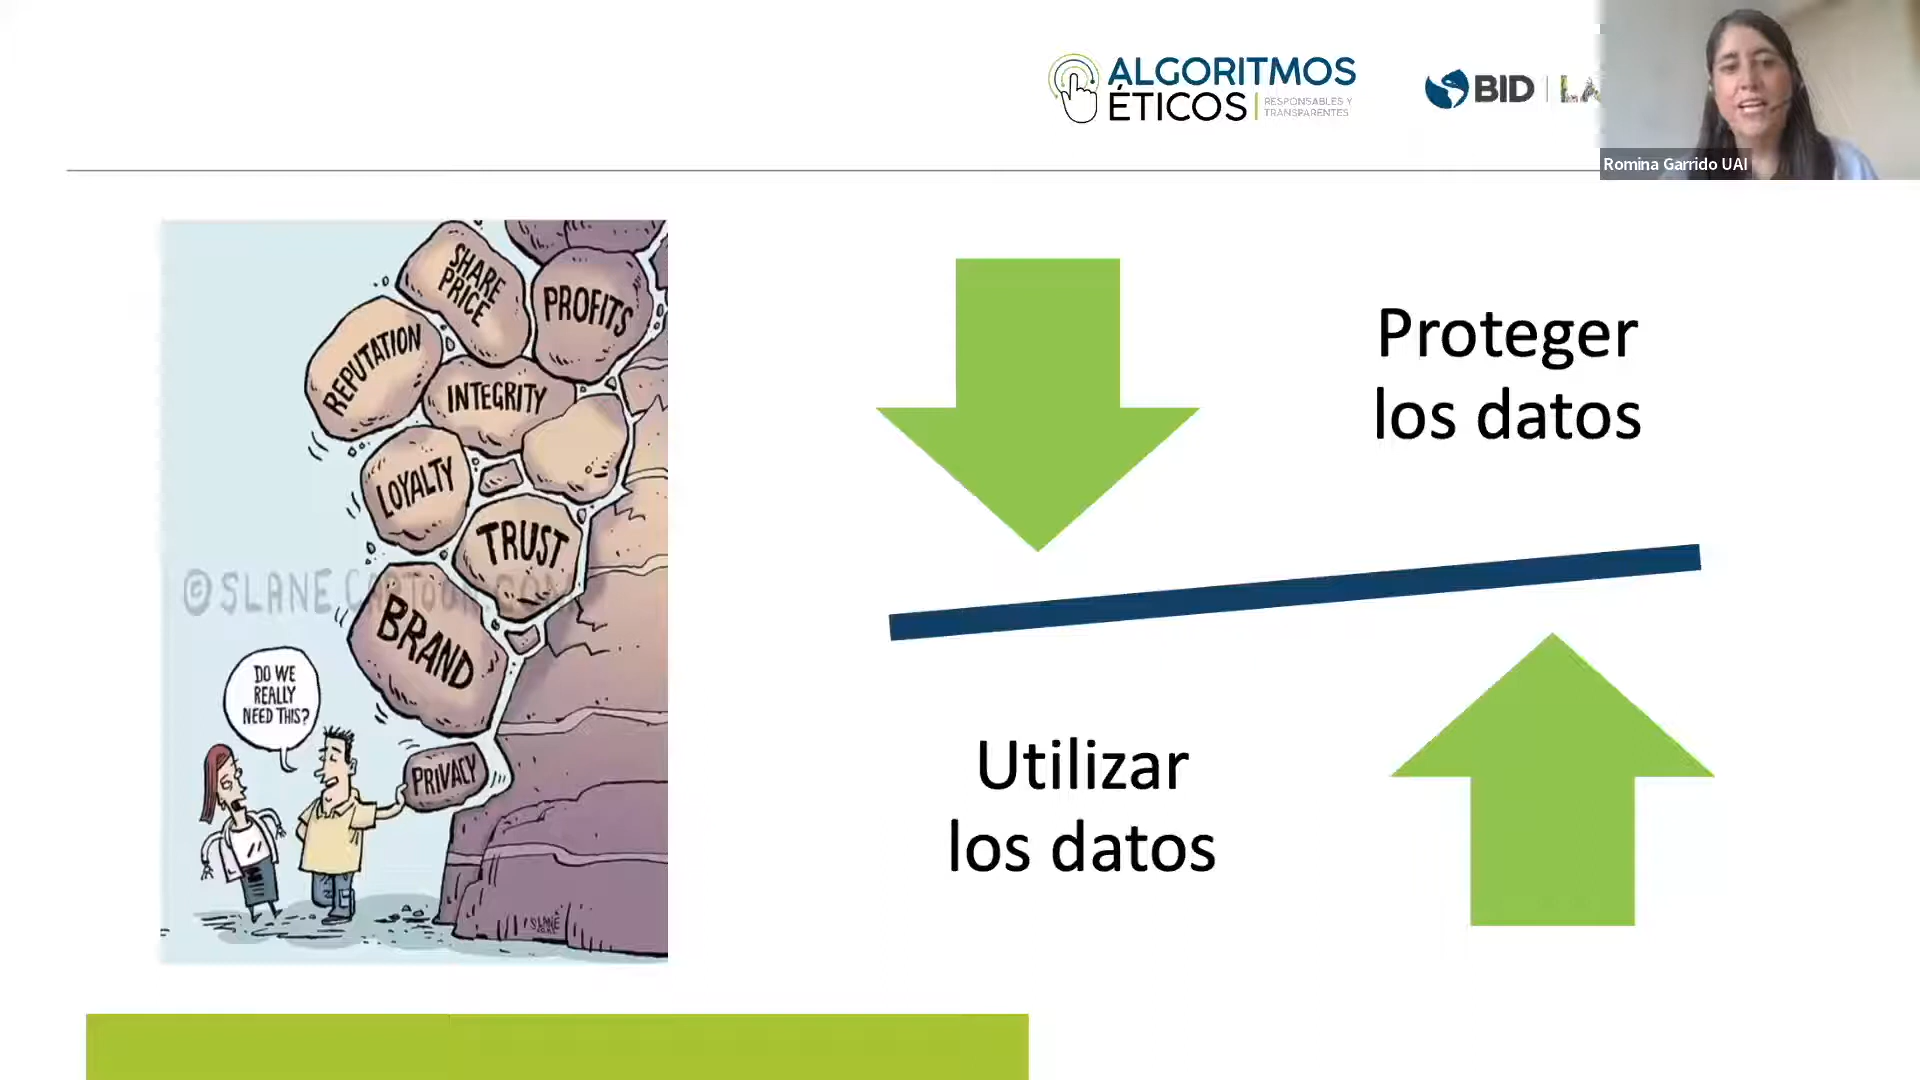 ALGORITMOS
ÉTICOS
RESPONSABLES Y
TRANSPARENTES
BID
Romina Garrido UAI
SHARE
PRICE
PROFITS
REPUTATION
INTEGRITY
LOYALTY
TRUST
BRAND
DO WE
REALLY
NEED THIS?
PRIVACY
SLANE
Proteger
los datos
Utilizar
los datos